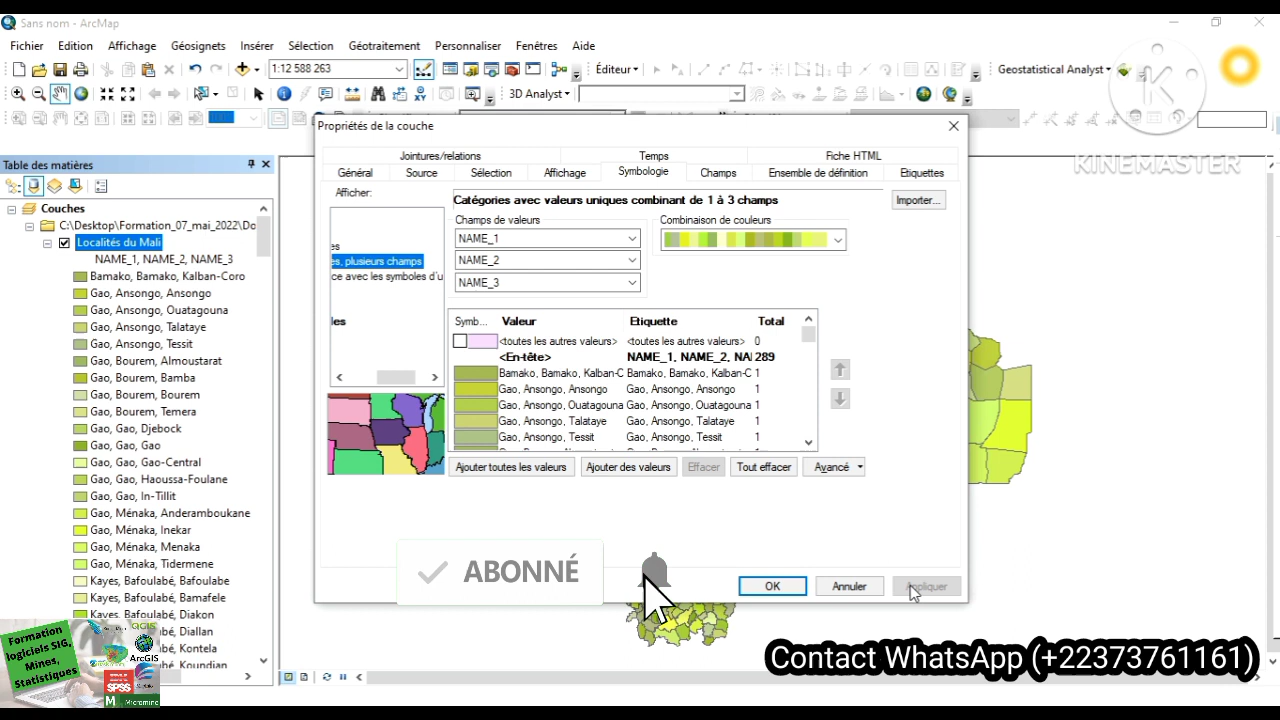 Sans nom - ArcMap
Fichier Edition Affichage Géosignets Insérer Sélection Géotraitement Personnaliser Fenêtres Aide
1:12 588 263
Éditeur
Geostatistical Analyst
3D Analyst
KINEMASTER
Table des matières
Couches
C:\Desktop\Formation_07_mai_2022\Do
Localités du Mali
NAME_1, NAME_2, NAME_3
Bamako, Bamako, Kalban-Coro
Gao, Ansongo, Ansongo
Gao, Ansongo, Ouatagouna
Gao, Ansongo, Talataye
Gao, Ansongo, Tessit
Gao, Bourem, Almoustarat
Gao, Bourem, Bamba
Gao, Bourem, Bourem
Gao, Bourem, Temera
Gao, Gao, Djebock
Gao, Gao, Gao
Gao, Gao, Gao-Central
Gao, Gao, Haoussa-Foulane
Gao, Gao, In-Tillit
Gao, Ménaka, Anderamboukane
Gao, Ménaka, Inekar
Gao, Ménaka, Menaka
Gao, Ménaka, Tidermene
Kayes, Bafoulabé, Bafoulabe
Kayes, Bafoulabé, Bamafele
Kayes, Bafoulabé, Diakon
ulabé, Diallan
ulabé, Kontela
ulabé, Koundian
Propriétés de la couche
Jointures/relations Temps Fiche HTML
Général Source Sélection Affichage Symbologie Champs Ensemble de définition Etiquettes
Afficher:
es
es, plusieurs champs
ce avec les symboles d'u
les
Catégories avec valeurs uniques combinant de 1 à 3 champs
Importer...
Champs de valeurs
Combinaison de couleurs
NAME_1
NAME_2
NAME_3
Symb... Valeur Etiquette Total
<toutes les autres valeurs> <toutes les autres valeurs> 0
<En-tête> NAME_1, NAME_2, NAI 289
Bamako, Bamako, Kalban-C Bamako, Bamako, Kalban-C 1
Gao, Ansongo, Ansongo Gao, Ansongo, Ansongo 1
Gao, Ansongo, Ouatagouna Gao, Ansongo, Ouatagouna 1
Gao, Ansongo, Talataye Gao, Ansongo, Talataye 1
Gao, Ansongo, Tessit Gao, Ansongo, Tessit 1
Ajouter toutes les valeurs Ajouter des valeurs Effacer Tout effacer Avancé
ABONNÉ
OK Annuler Appliquer
Formation
logiciels SIG,
Mines,
Statistiques
QGIS
ArcGIS
IBM
SPSS
M Micromine
Contact WhatsApp (+22373761161)